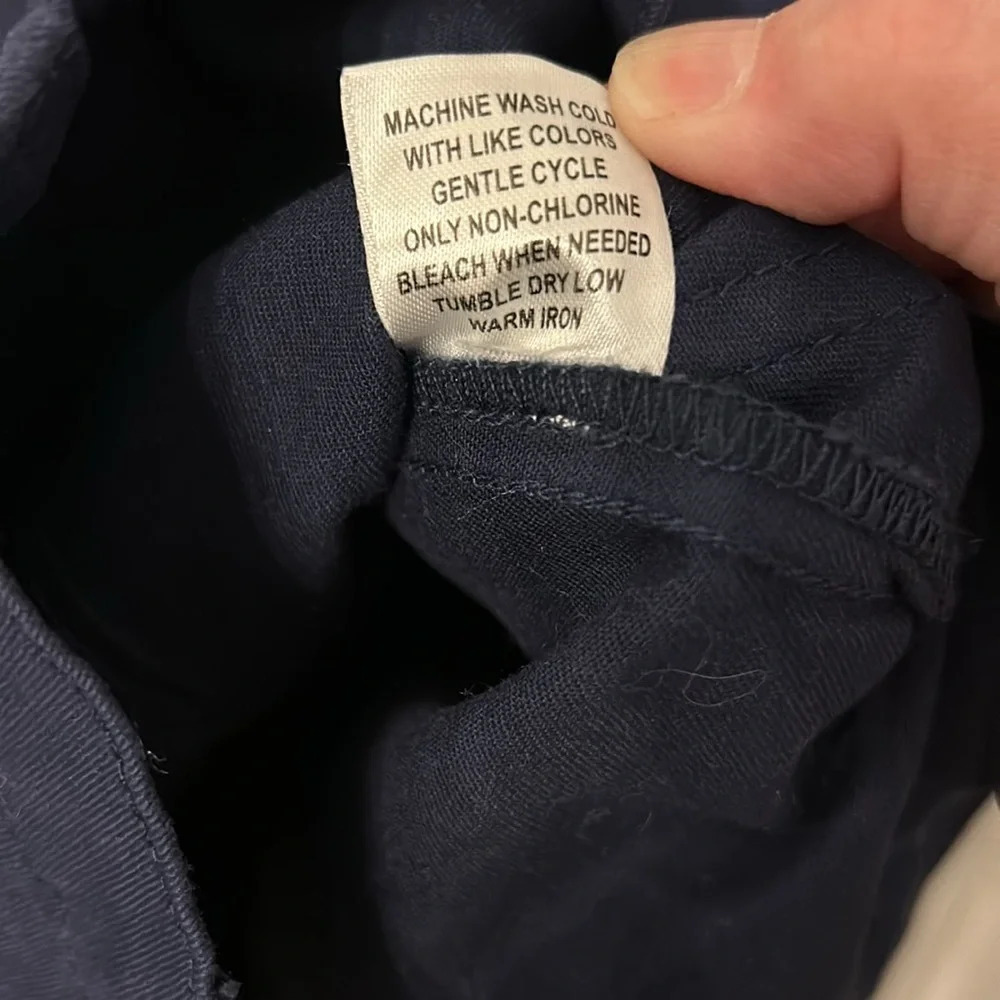 MACHINE WASH COLD
WITH LIKE COLORS
GENTLE CYCLE
ONLY NON-CHLORINE
BLEACH WHEN NEEDED
TUMBLE DRY LOW
WARM IRON